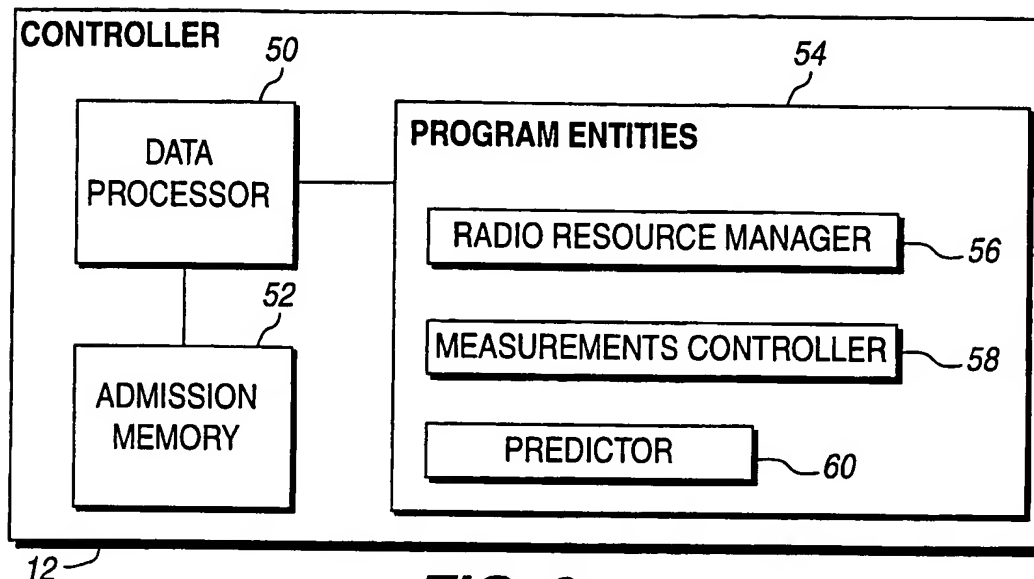 CONTROLLER
50
DATA
PROCESSOR
52
ADMISSION
MEMORY
54
PROGRAM ENTITIES
RADIO RESOURCE MANAGER
56
MEASUREMENTS CONTROLLER
58
PREDICTOR
60
12